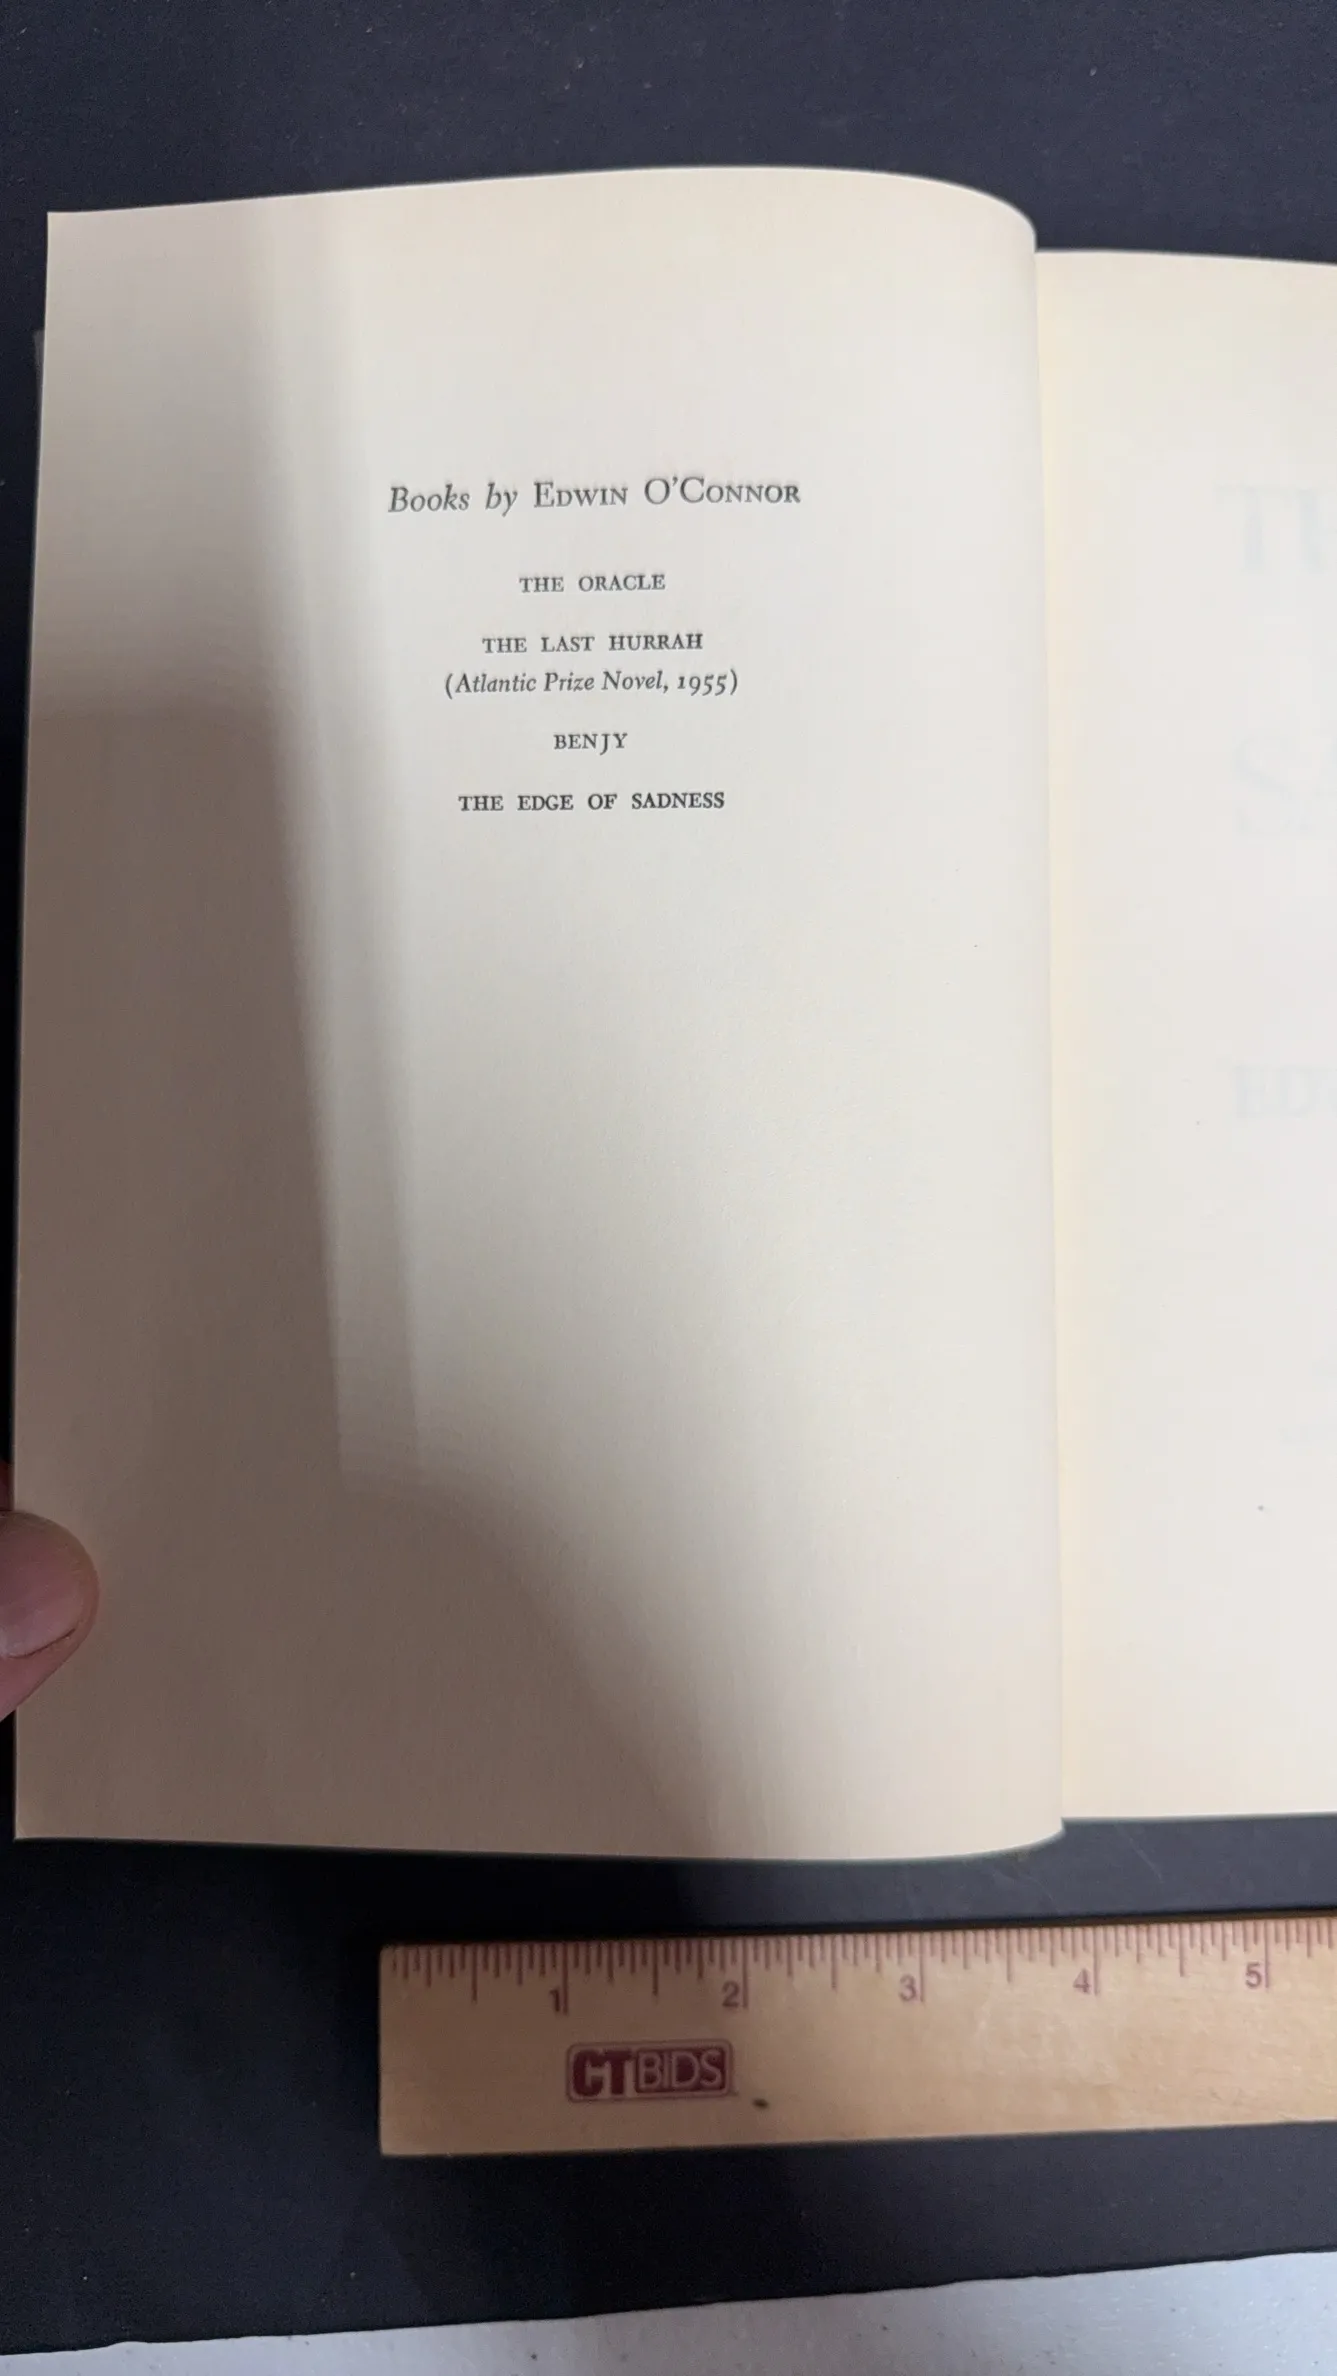 Books by EDWIN O'CONNOR
THE ORACLE
THE LAST HURRAH
(Atlantic Prize Novel, 1955)
BENJY
THE EDGE OF SADNESS
1 2 3 4 5
CTBIDS